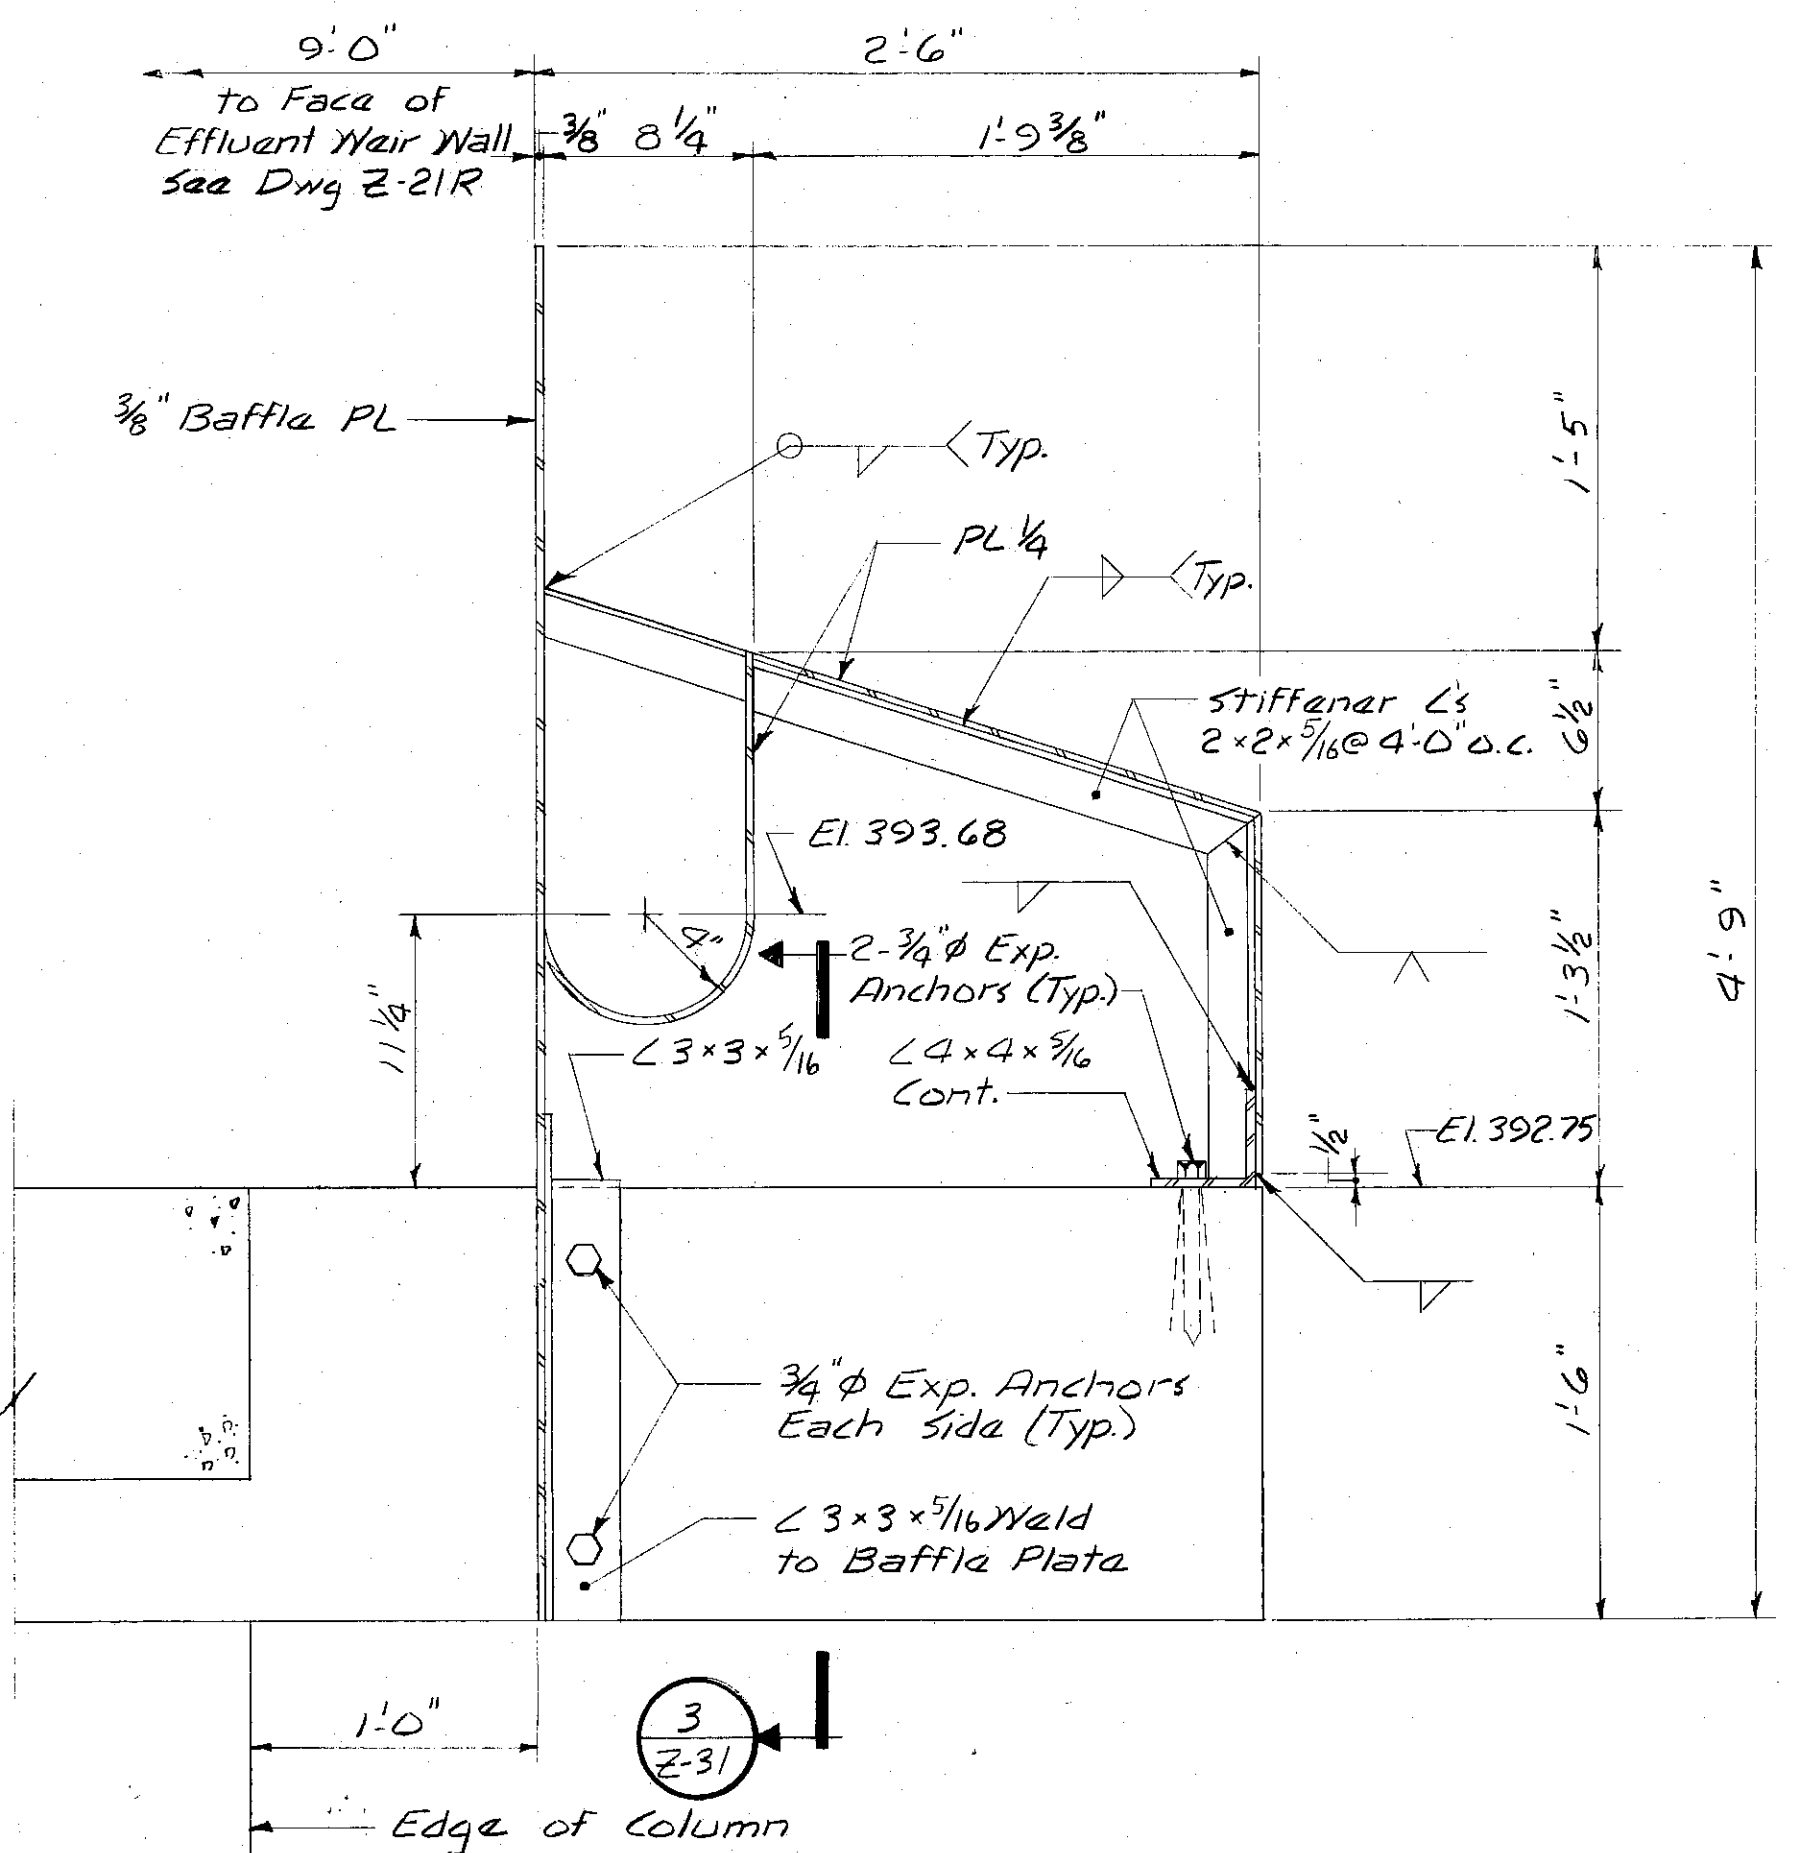 9'-0"
2'-6"
to Face of
Effluent Weir Wall
See Dwg Z-21R
3/8" 8 1/4"
1'-9 3/8"
3/8" Baffle PL
Typ.
PL 1/4
Typ.
1'-5"
Stiffener L's
2 x 2 x 5/16 @ 4'-0" o.c.
6 1/2"
El. 393.68
4"
2-3/4"ϕ Exp.
Anchors (Typ.)
11 1/4"
L 3 x 3 x 5/16
L 4 x 4 x 5/16
Cont.
1'-3 1/2"
4'-9"
1/2"
El. 392.75
3/4"ϕ Exp. Anchors
Each Side (Typ.)
1'-6"
L 3 x 3 x 5/16 Weld
to Baffle Plate
1'-0"
3
Z-31
Edge of Column